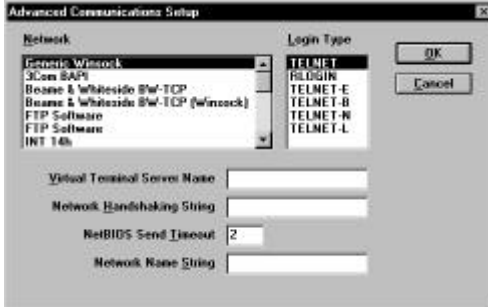 Advanced Communications Setup
Network
Generic Winsock
3Com BAPI
Beame & Whiteside BW-TCP
Beame & Whiteside BW-TCP (Winsock)
FTP Software
FTP Software
INT 14h
Login Type
TELNET
RLOGIN
TELNET-E
TELNET-B
TELNET-N
TELNET-L
OK
Cancel
Virtual Terminal Server Name
Network Handshaking String
NetBIOS Send Timeout 2
Network Name String